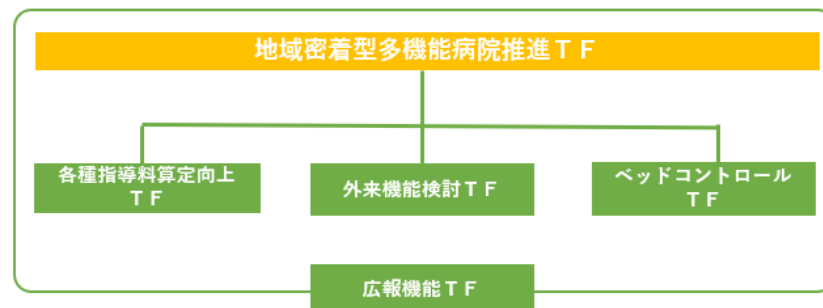 地域密着型多機能病院推進ＴＦ
各種指導料算定向上
ＴＦ
外来機能検討ＴＦ
ベッドコントロール
ＴＦ
広報機能ＴＦ